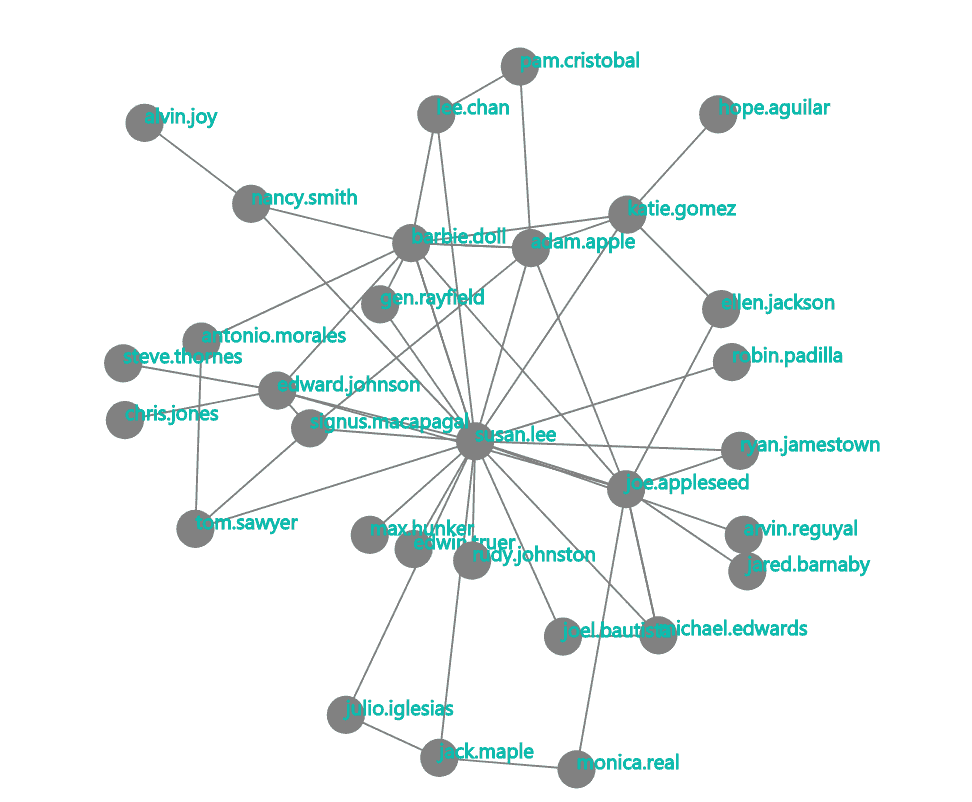 pam.cristobal
lee.chan
hope.aguilar
alvin.joy
nancy.smith
katie.gomez
barbie.doll
adam.apple
gen.rayfield
ellen.jackson
antonio.morales
steve.thornes
robin.padilla
edward.johnson
chris.jones
signus.macapagal
susan.lee
ryan.jamestown
joe.appleseed
tom.sawyer
max.hunker
arvin.reguyal
edwin.truer
rudy.johnston
jared.barnaby
joel.bautista
michael.edwards
julio.iglesias
jack.maple
monica.real